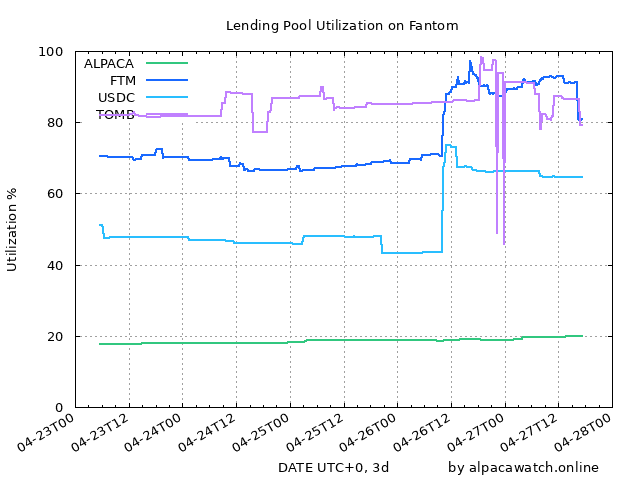 Lending Pool Utilization on Fantom
100
80
60
40
20
0
Utilization %
ALPACA
FTM
USDC
TOMB
04-23T00
04-23T12
04-24T00
04-24T12
04-25T00
04-25T12
04-26T00
04-26T12
04-27T00
04-27T12
04-28T00
DATE UTC+0, 3d
by alpacawatch.online